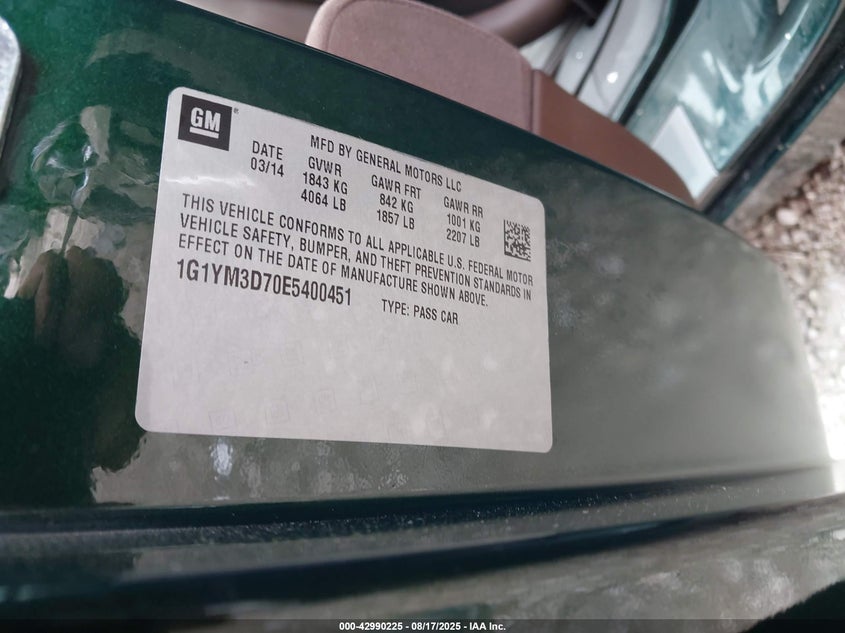 GM
DATE
03/14
MFD BY GENERAL MOTORS LLC
GVWR
1843 KG
4064 LB
GAWR FRT
842 KG
1857 LB
GAWR RR
1001 KG
2207 LB
THIS VEHICLE CONFORMS TO ALL APPLICABLE U.S. FEDERAL MOTOR
VEHICLE SAFETY, BUMPER, AND THEFT PREVENTION STANDARDS IN
EFFECT ON THE DATE OF MANUFACTURE SHOWN ABOVE.
1G1YM3D70E5400451
TYPE: PASS CAR
000-42990225 - 08/17/2025 - IAA Inc.